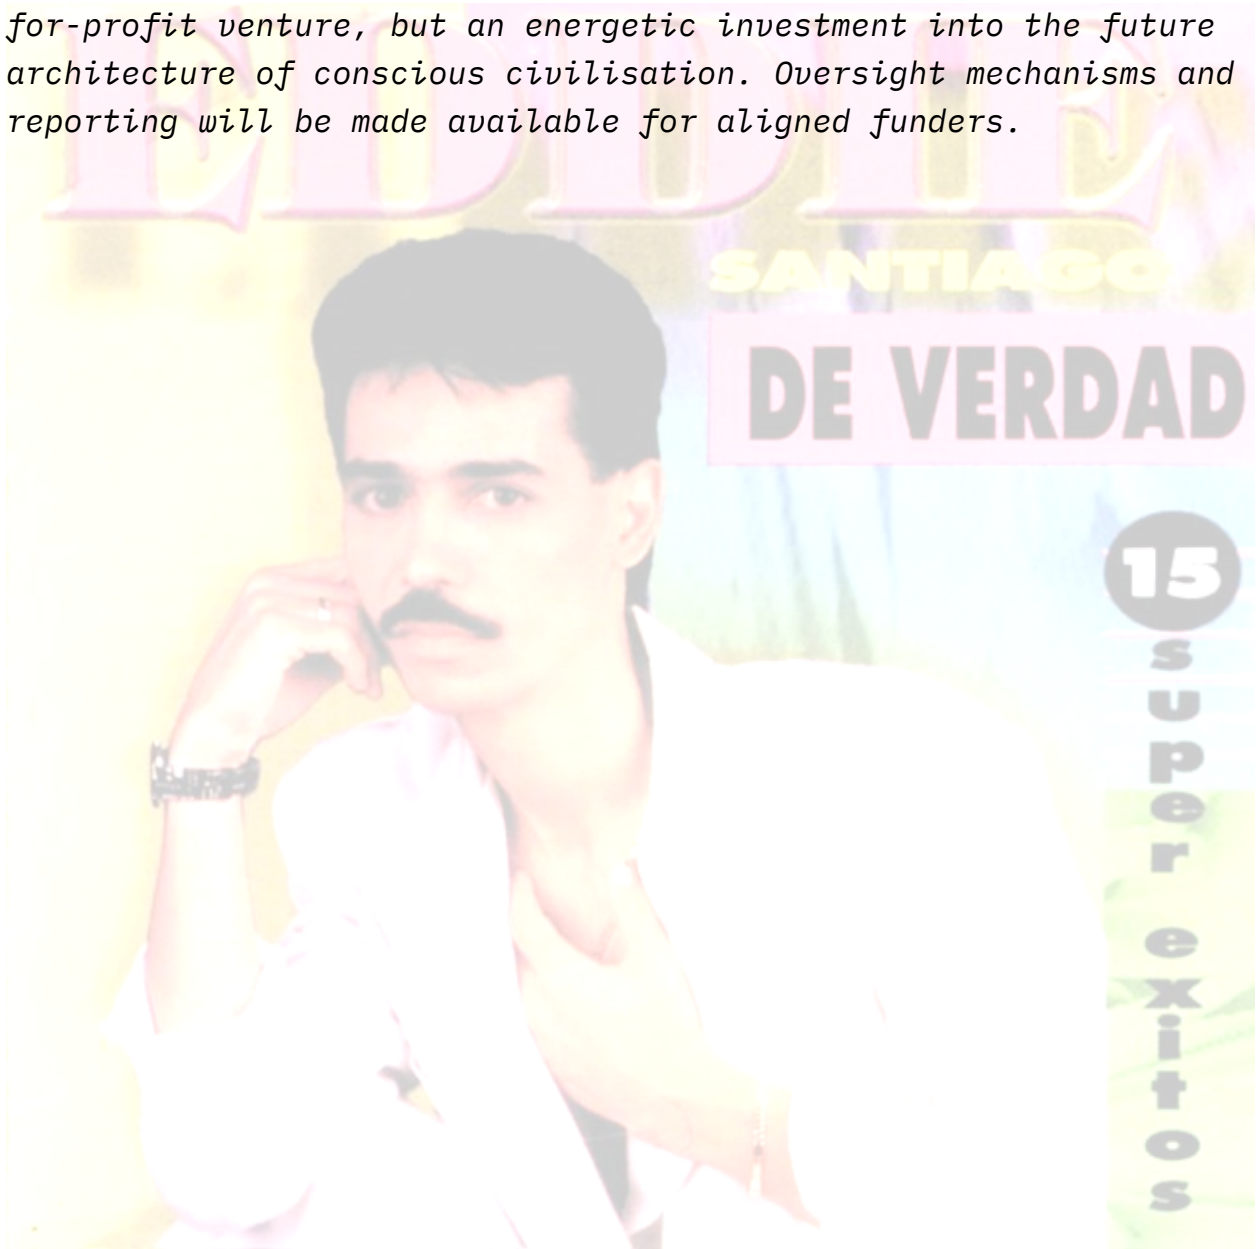 for-profit venture, but an energetic investment into the future
architecture of conscious civilisation. Oversight mechanisms and
reporting will be made available for aligned funders.
EDDIE
SANTIAGO
DE VERDAD
15
super exitos